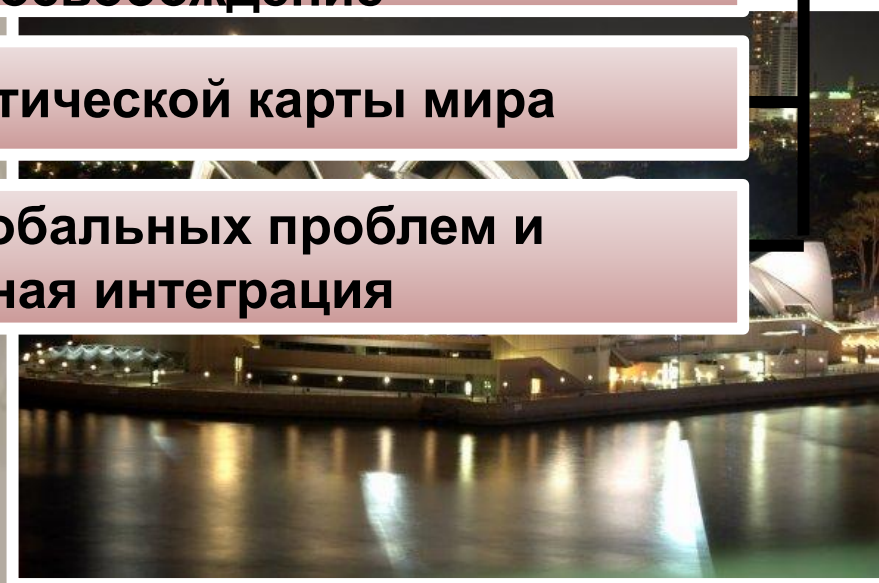 тической карты мира
обальных проблем и
ная интеграция